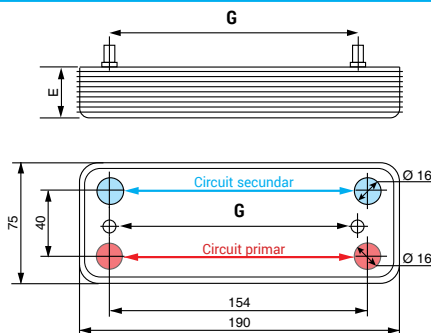 G
E
Circuit secundar
Ø 16
75
40
G
Circuit primar
Ø 16
154
190